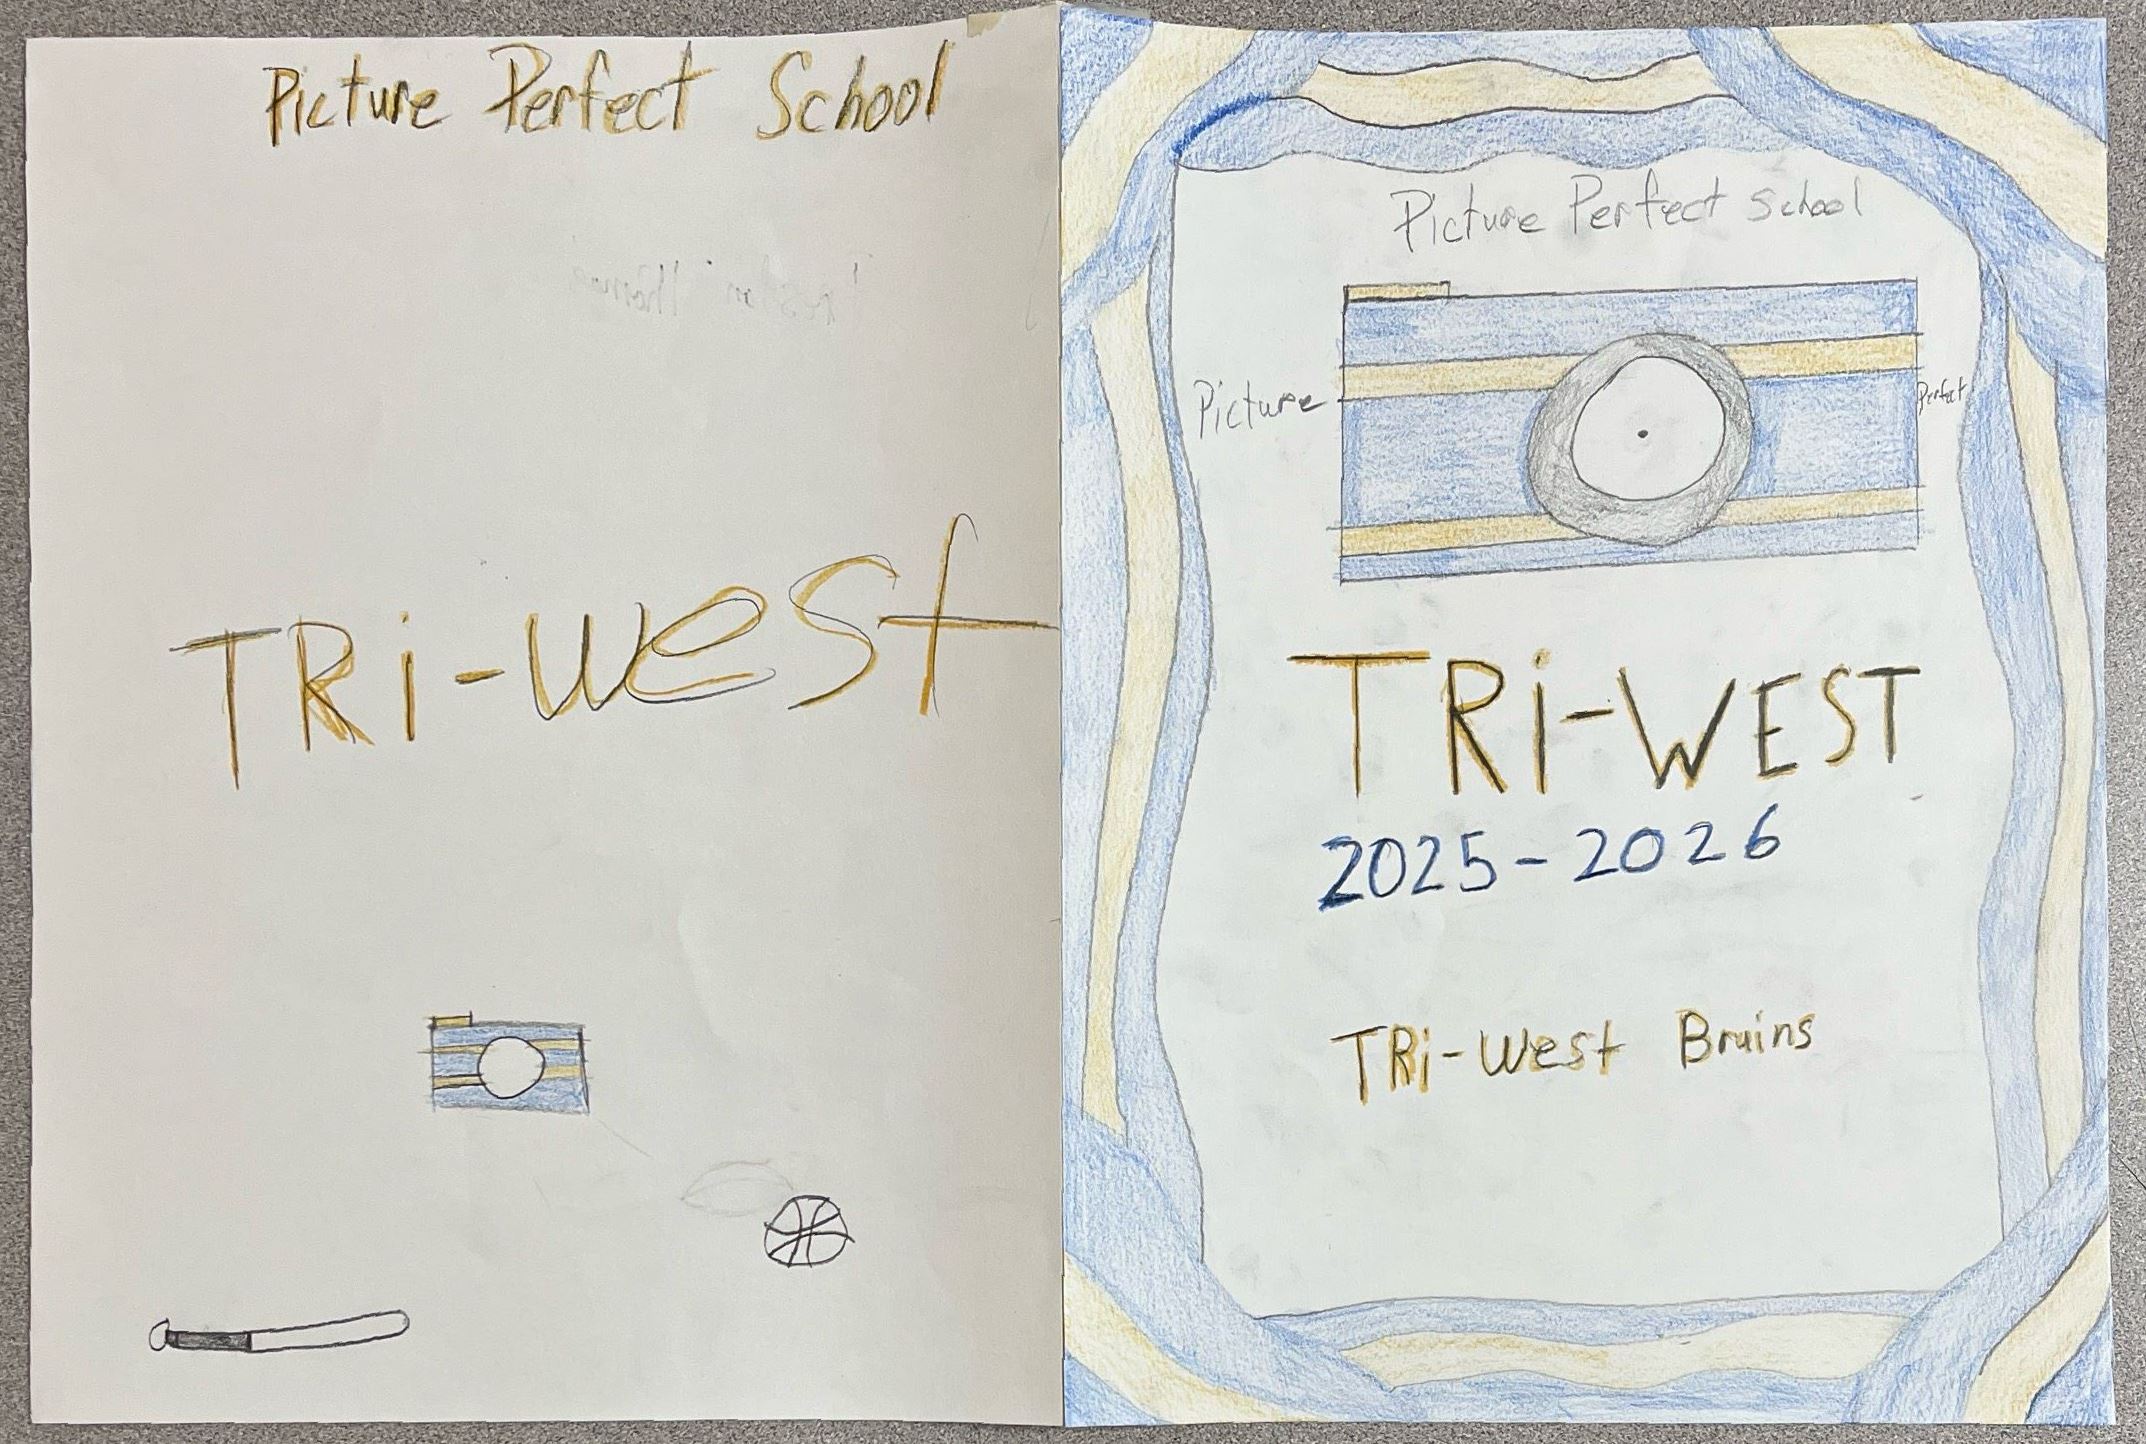 Picture Perfect School
TRi-west
Picture Perfect School
Picture
Perfect
TRi-WEST
2025-2026
TRi-west Bruins